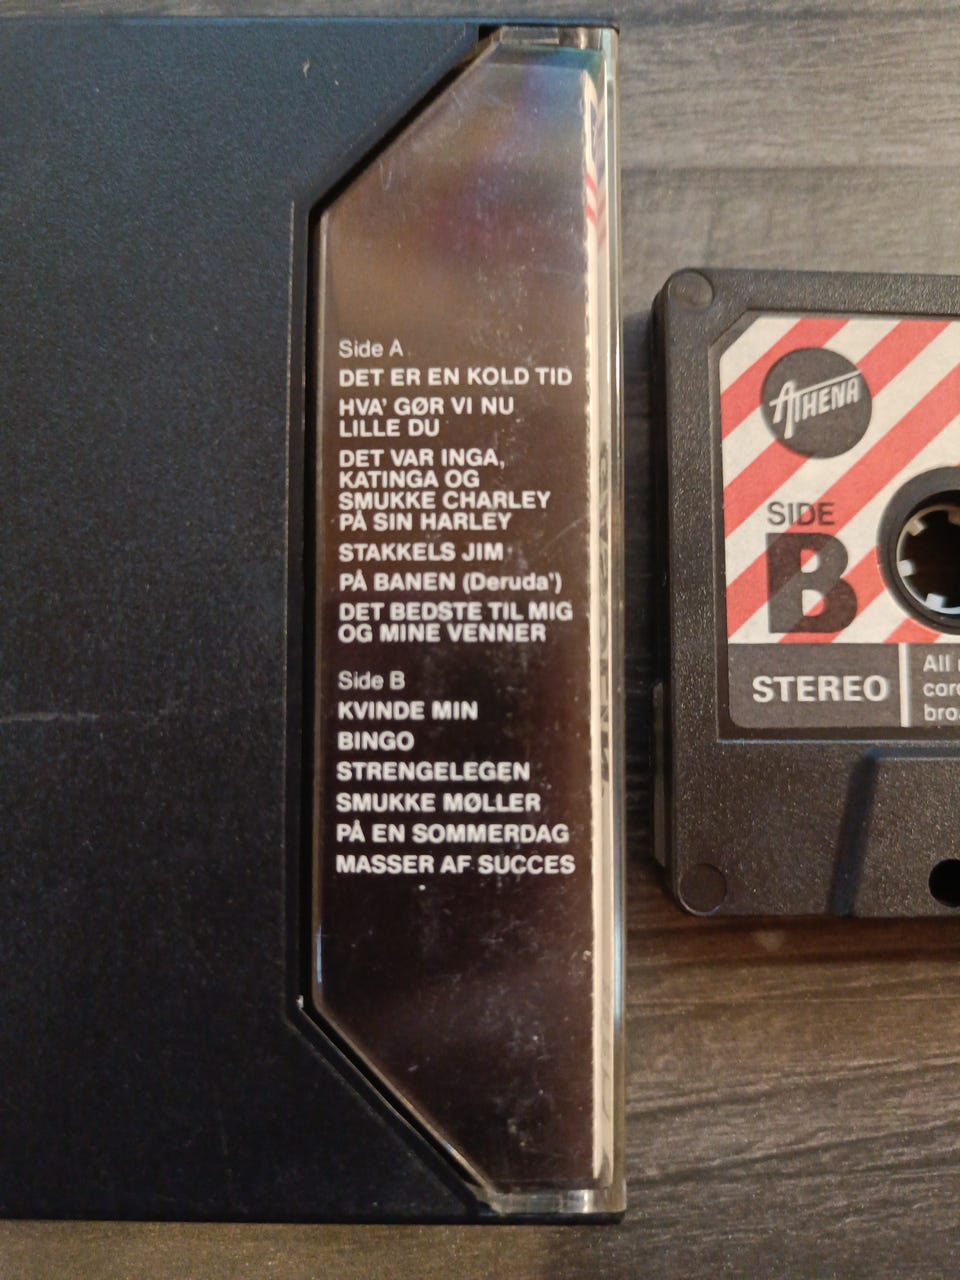 Side A
DET ER EN KOLD TID
HVA' GØR VI NU
LILLE DU
DET VAR INGA,
KATINGA OG
SMUKKE CHARLEY
PÅ SIN HARLEY
STAKKELS JIM
PÅ BANEN (Deruda')
DET BEDSTE TIL MIG
OG MINE VENNER
Side B
KVINDE MIN
BINGO
STRENGELEGEN
SMUKKE MØLLER
PÅ EN SOMMERDAG
MASSER AF SUCCES
ATHENA
SIDE
B
STEREO
All